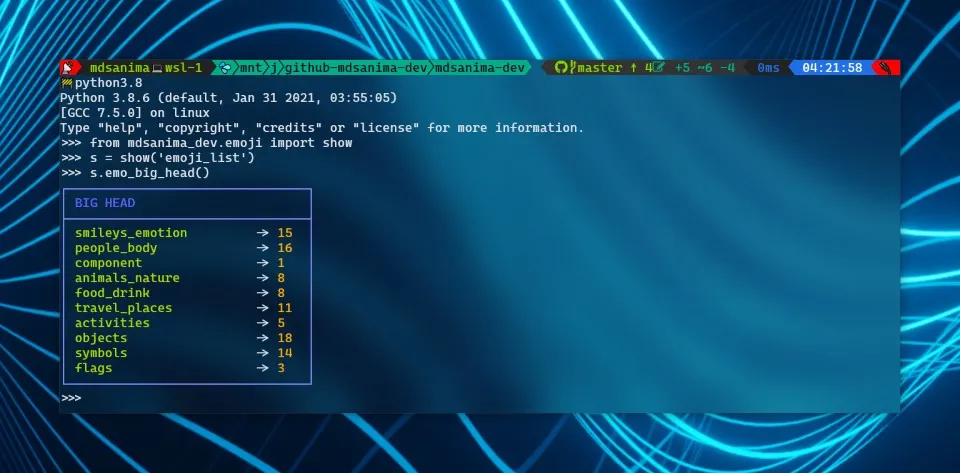 mdsanima wsl-1 mnt j github-mdsanima-dev mdsanima-dev master ↑ 4 +5 ~6 -4 0ms 04:21:58
python3.8
Python 3.8.6 (default, Jan 31 2021, 03:55:05)
[GCC 7.5.0] on linux
Type "help", "copyright", "credits" or "license" for more information.
>>> from mdsanima_dev.emoji import show
>>> s = show('emoji_list')
>>> s.emo_big_head()
BIG HEAD
smileys_emotion → 15
people_body → 16
component → 1
animals_nature → 8
food_drink → 8
travel_places → 11
activities → 5
objects → 18
symbols → 14
flags → 3
>>>